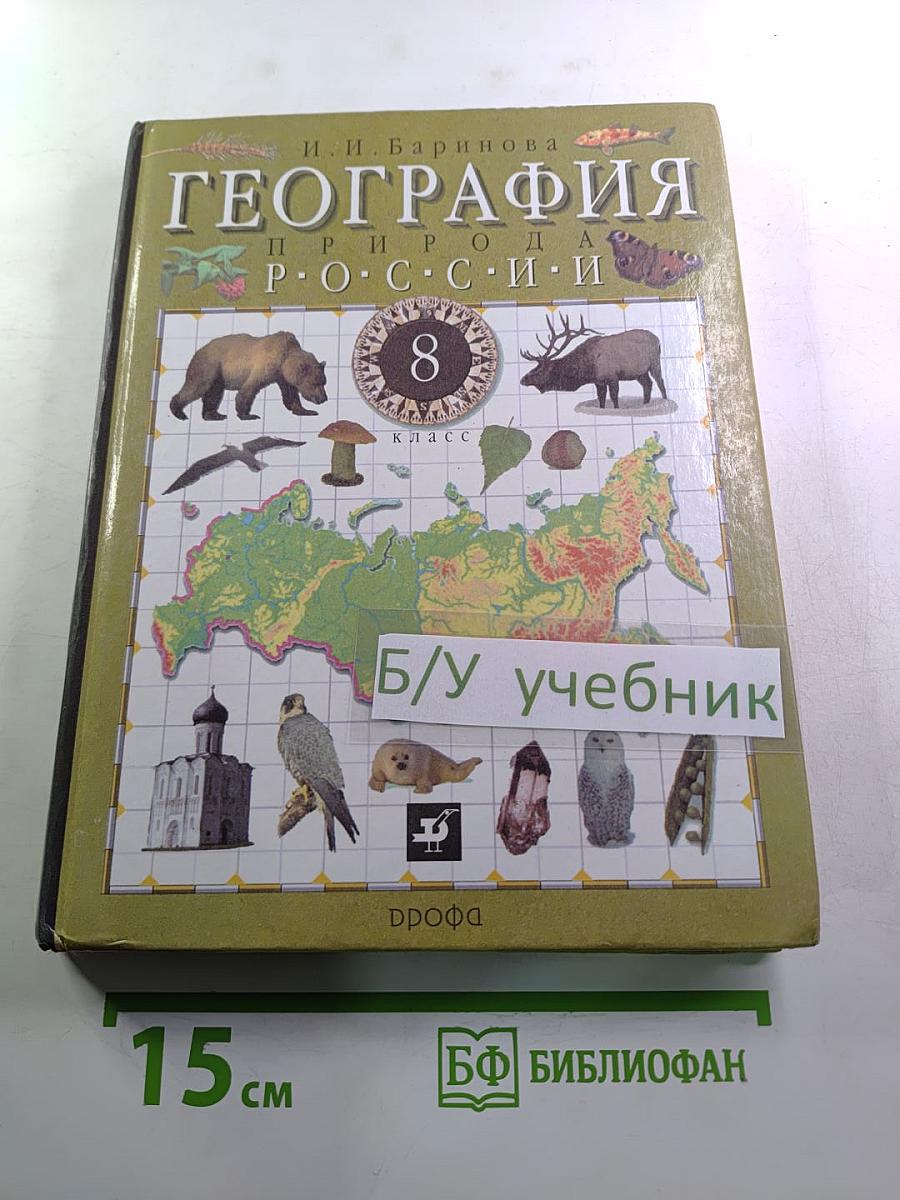 И.И.Баринова
ГЕОГРАФИЯ
ПРИРОДА
Р·О·С·С·И·И
8
класс
Б/У учебник
дрофа
15 см
БФ БИБЛИОФАН